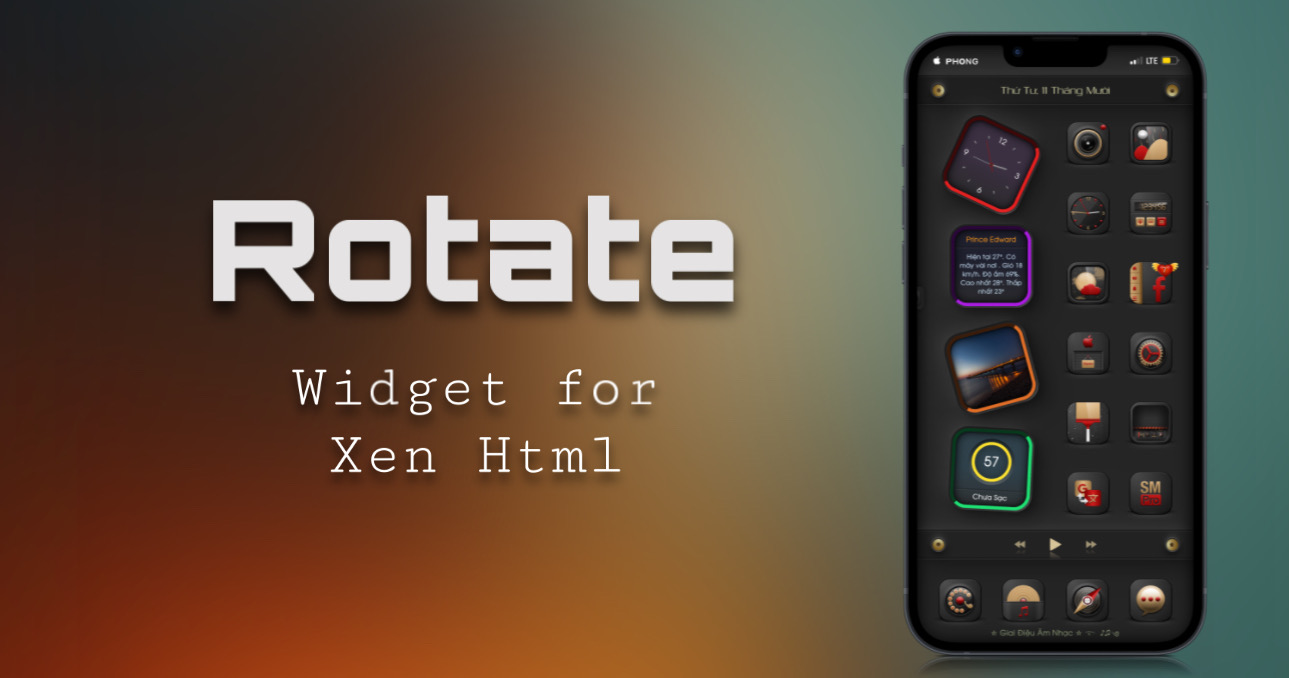 Rotate
Widget for
Xen Html
PHONG
LTE
Thứ Tư, 11 Tháng Mười
12
3
6
9
Prince Edward
Hiện tại 27°. Có
mây vài nơi . Gió 18
km/h. Độ ẩm 69%.
Cao nhất 28°. Thấp
nhất 23°
57
Chưa Sạc
f
G
SM
Pro
Giai Điệu Âm Nhạc